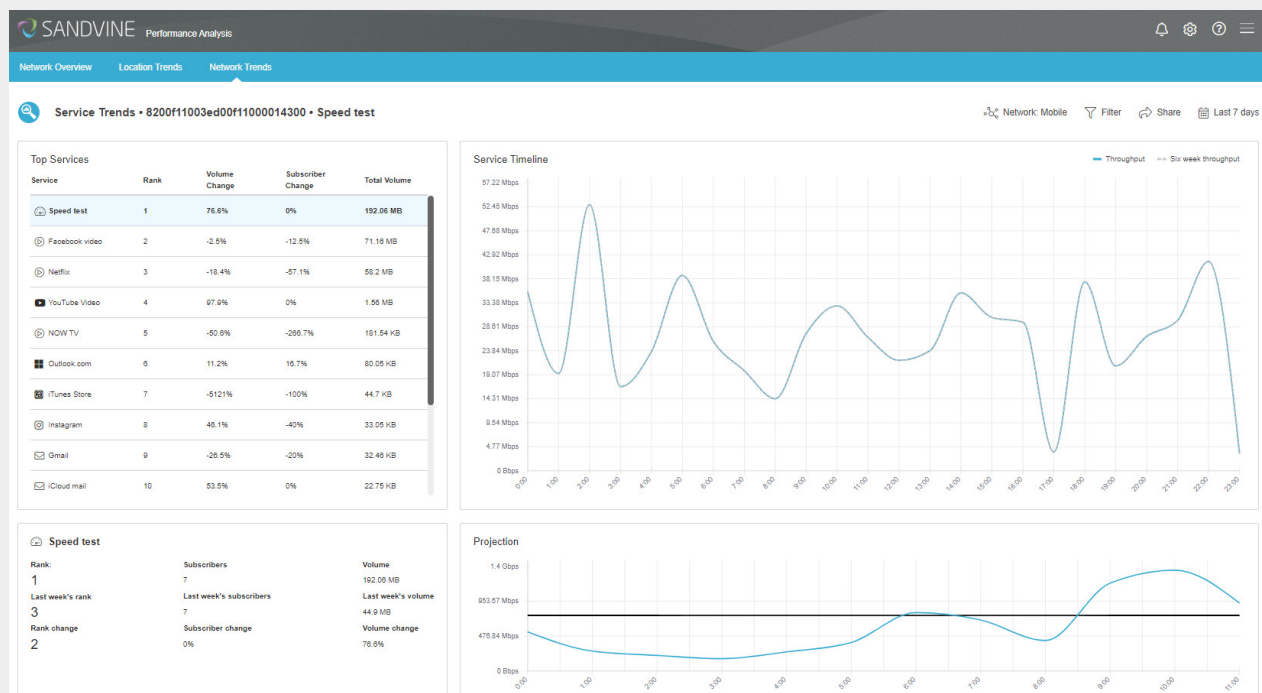 SANDVINE Performance Analysis
Network Overview Location Trends Network Trends
Service Trends • 8200f11003ed00f11000014300 • Speed test
Network: Mobile Filter Share Last 7 days
Top Services
Service Rank Volume Change Subscriber Change Total Volume
Speed test 1 76.6% 0% 192.06 MB
Facebook video 2 -2.5% -12.5% 71.16 MB
Netflix 3 -18.4% -57.1% 58.2 MB
YouTube Video 4 97.9% 0% 1.56 MB
NOW TV 5 -50.6% -266.7% 181.54 KB
Outlook.com 6 11.2% 16.7% 80.05 KB
iTunes Store 7 -5121% -100% 44.7 KB
Instagram 8 46.1% -40% 33.05 KB
Gmail 9 -26.5% -20% 32.46 KB
iCloud mail 10 53.5% 0% 22.75 KB
Service Timeline
Throughput Six week throughput
57.22 Mbps
52.45 Mbps
47.68 Mbps
42.92 Mbps
38.15 Mbps
33.38 Mbps
28.61 Mbps
23.84 Mbps
19.07 Mbps
14.31 Mbps
9.54 Mbps
4.77 Mbps
0 Bbps
0:00 1:00 2:00 3:00 4:00 5:00 6:00 7:00 8:00 9:00 10:00 11:00 12:00 13:00 14:00 15:00 16:00 17:00 18:00 19:00 20:00 21:00 22:00 23:00
Speed test
Rank: Subscribers Volume
1 7 192.06 MB
Last week's rank Last week's subscribers Last week's volume
3 7 44.9 MB
Rank change Subscriber change Volume change
2 0% 76.6%
Projection
1.4 Gbps
953.67 Mbps
476.84 Mbps
0 Bbps
0:00 1:00 2:00 3:00 4:00 5:00 6:00 7:00 8:00 9:00 10:00 11:00